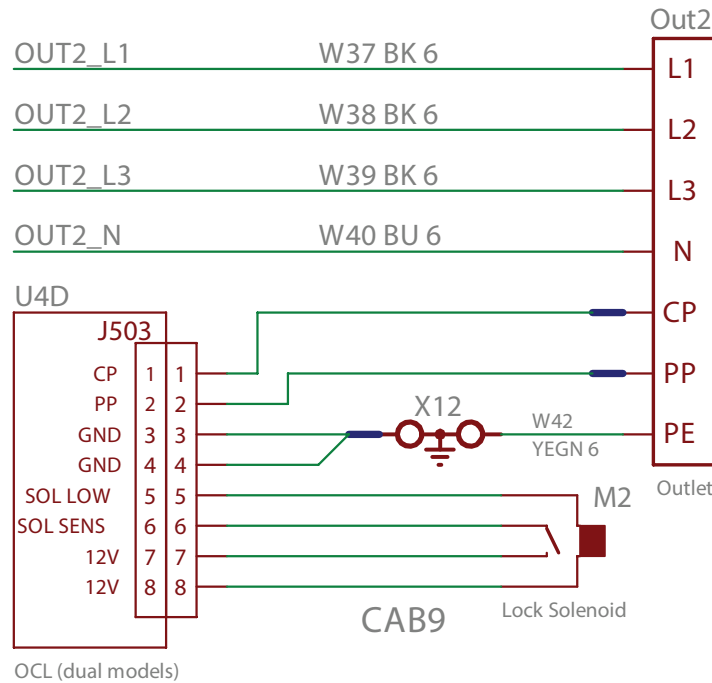 Out2
OUT2_L1 W37 BK 6 L1
OUT2_L2 W38 BK 6 L2
OUT2_L3 W39 BK 6 L3
OUT2_N W40 BU 6 N
U4D
CP
J503
CP 1 1
PP
PP 2 2
X12
W42
GND 3 3
PE
YEGN 6
GND 4 4
Outlet
SOL LOW 5 5
M2
SOL SENS 6 6
12V 7 7
12V 8 8
CAB9
Lock Solenoid
OCL (dual models)